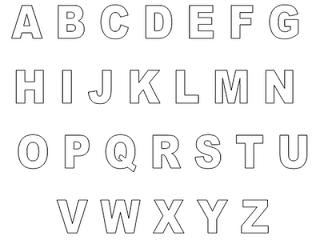 A B C D E F G
H I J K L M N
O P Q R S T U
V W X Y Z